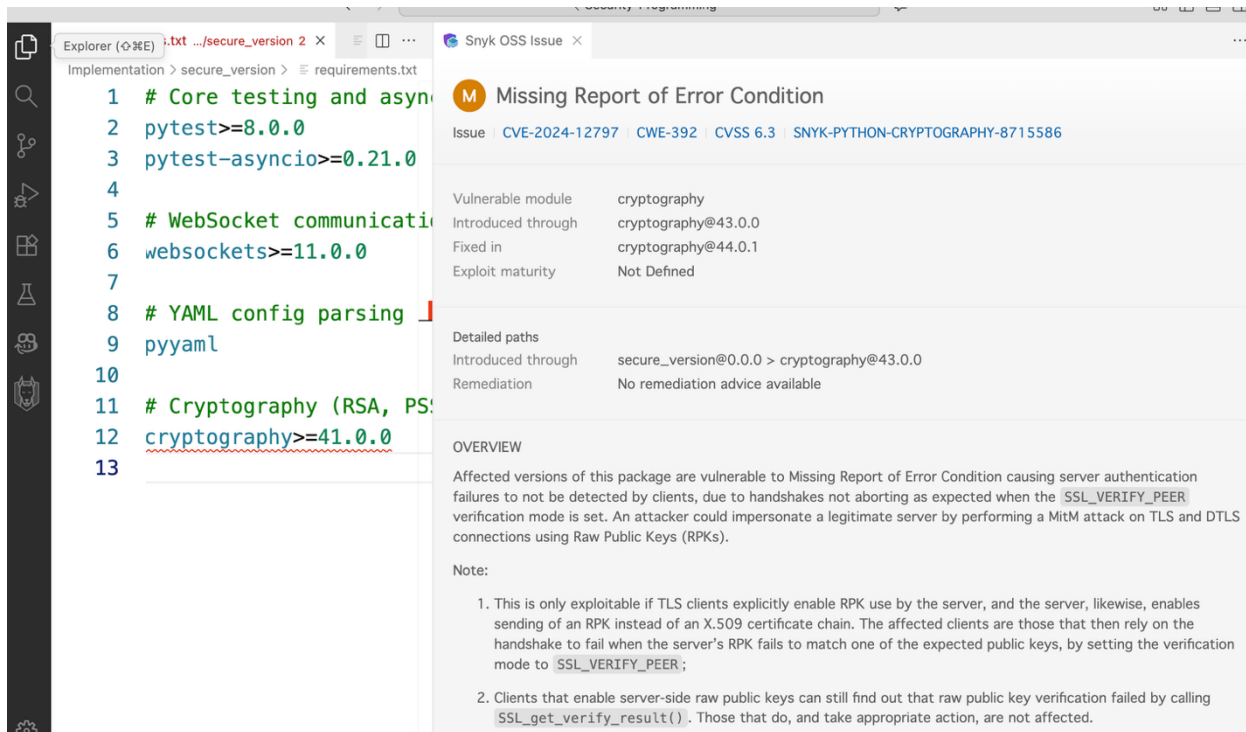 Security Programming
Explorer (⇧⌘E)
.txt .../secure_version 2 ×
Snyk OSS Issue ×
Implementation > secure_version > requirements.txt
1 # Core testing and asyn
2 pytest>=8.0.0
3 pytest-asyncio>=0.21.0
4
5 # WebSocket communicatio
6 websockets>=11.0.0
7
8 # YAML config parsing
9 pyyaml
10
11 # Cryptography (RSA, PSS
12 cryptography>=41.0.0
13
M Missing Report of Error Condition
Issue | CVE-2024-12797 | CWE-392 | CVSS 6.3 | SNYK-PYTHON-CRYPTOGRAPHY-8715586
Vulnerable module cryptography
Introduced through cryptography@43.0.0
Fixed in cryptography@44.0.1
Exploit maturity Not Defined
Detailed paths
Introduced through secure_version@0.0.0 > cryptography@43.0.0
Remediation No remediation advice available
OVERVIEW
Affected versions of this package are vulnerable to Missing Report of Error Condition causing server authentication
failures to not be detected by clients, due to handshakes not aborting as expected when the SSL_VERIFY_PEER
verification mode is set. An attacker could impersonate a legitimate server by performing a MitM attack on TLS and DTLS
connections using Raw Public Keys (RPKs).
Note:
1. This is only exploitable if TLS clients explicitly enable RPK use by the server, and the server, likewise, enables
sending of an RPK instead of an X.509 certificate chain. The affected clients are those that then rely on the
handshake to fail when the server's RPK fails to match one of the expected public keys, by setting the verification
mode to SSL_VERIFY_PEER;
2. Clients that enable server-side raw public keys can still find out that raw public key verification failed by calling
SSL_get_verify_result(). Those that do, and take appropriate action, are not affected.